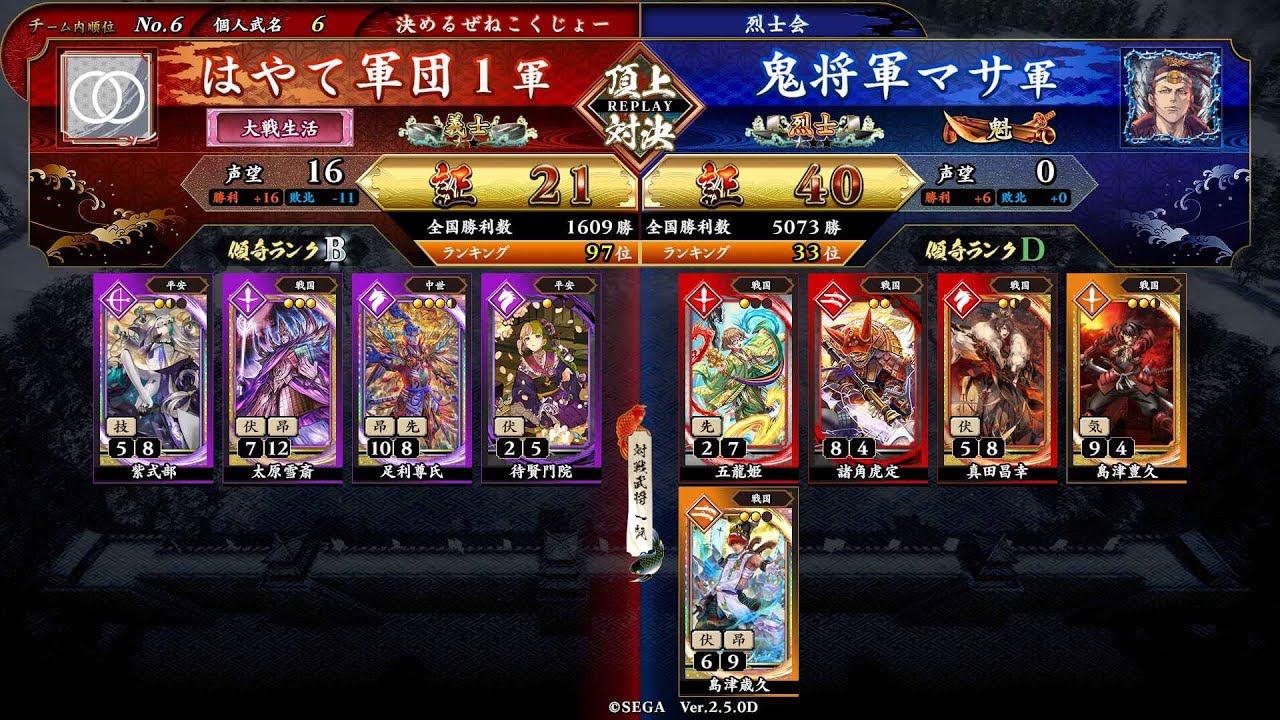 チーム内順位 No.6 個人武名 6 決めるぜねこくじょー
烈士会
はやて軍団1軍
頂上
REPLAY
対決
鬼将軍マサ軍
大戦生活
義士
烈士
魁
声望 16
勝利 +16 敗北 -11
証 21
証 40
声望 0
勝利 +6 敗北 +0
全国勝利数 1609勝
全国勝利数 5073勝
傾奇ランクB
ランキング 97位
ランキング 33位
傾奇ランクD
平安
技
5 8
紫式部
戦国
伏 昂
7 12
太原雪斎
中世
昂 先
10 8
足利尊氏
平安
伏
2 5
待賢門院
対戦武将一覧
戦国
先
2 7
五龍姫
戦国
8 4
諸角虎定
戦国
伏
5 8
真田昌幸
戦国
気
9 4
島津豊久
戦国
伏 昂
6 9
島津歳久
©SEGA Ver.2.5.0D